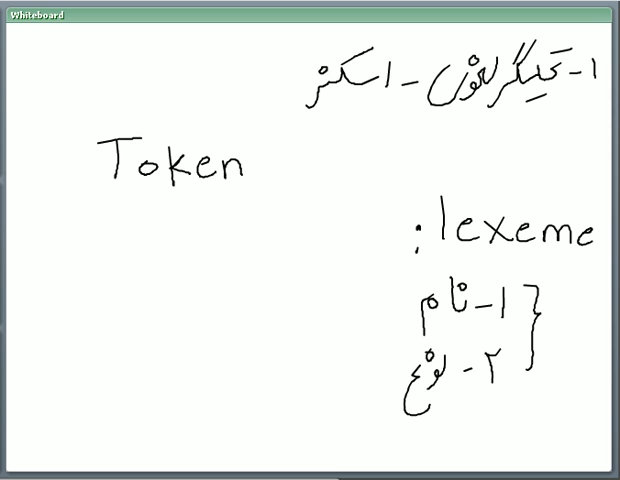 Whiteboard
۱- تحلیلگر لغوی - اسکنر
Token
lexeme :
۱- نام
۲- نوع